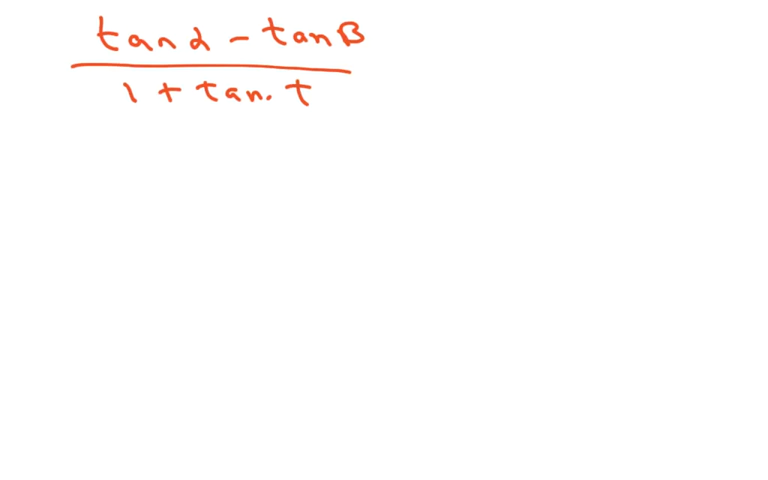 tan α - tan β
1 + tan. t